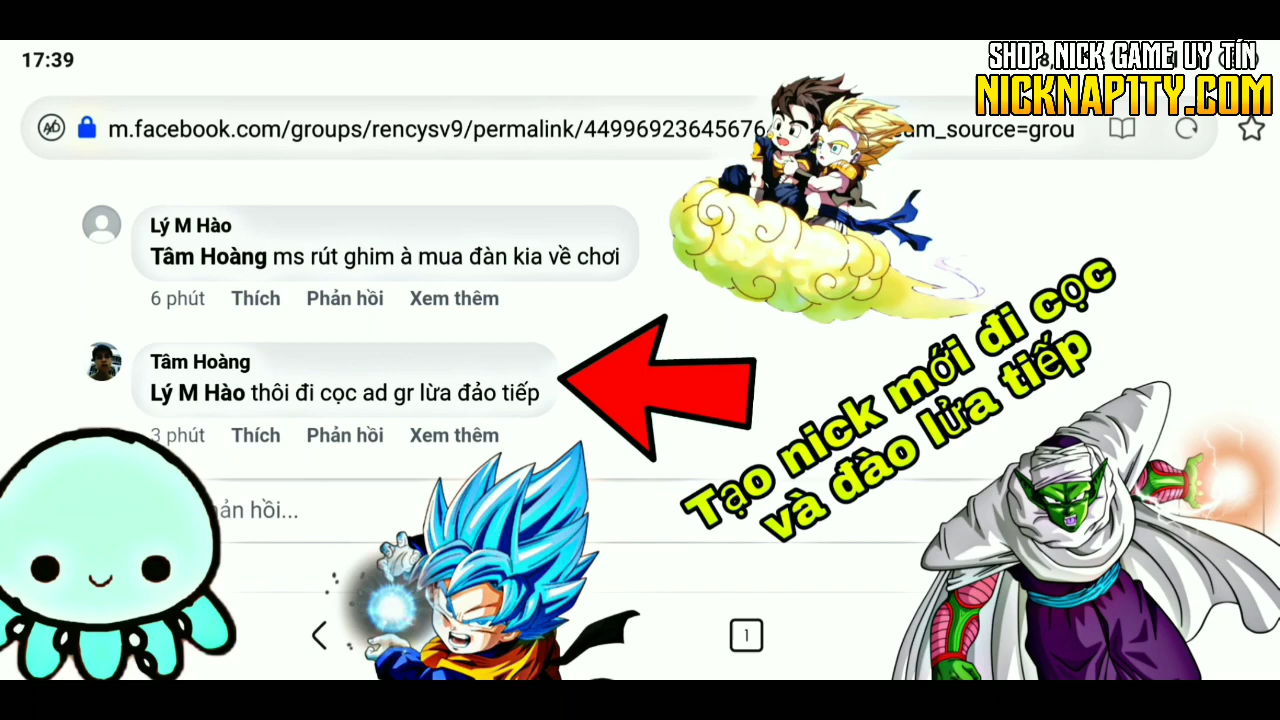 17:39
SHOP NICK GAME UY TÍN
NICKNAP1TY.COM
m.facebook.com/groups/rencysv9/permalink/44996923645676
am_source=grou
Lý M Hào
Tâm Hoàng ms rút ghim à mua đàn kia về chơi
6 phút Thích Phản hồi Xem thêm
Tâm Hoàng
Lý M Hào thôi đi cọc ad gr lừa đảo tiếp
3 phút Thích Phản hồi Xem thêm
Tạo nick mới đi cọc
và đào lửa tiếp
hồi...
1